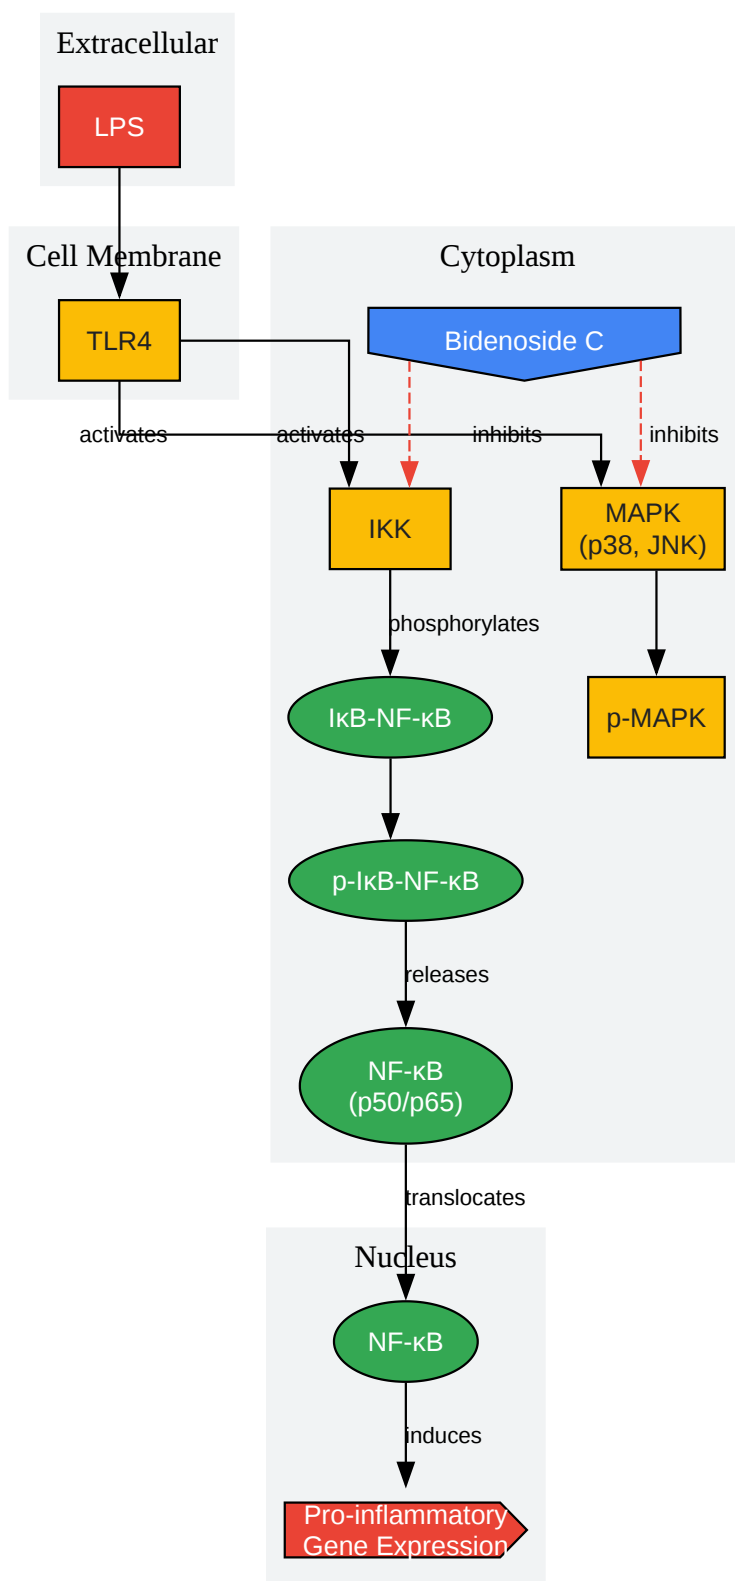 Extracellular
LPS
Cell Membrane
Cytoplasm
TLR4
Bidenoside C
activates
activates
inhibits
inhibits
IKK
MAPK
(p38, JNK)
phosphorylates
IκB-NF-κB
p-MAPK
p-IκB-NF-κB
releases
NF-κB
(p50/p65)
translocates
Nucleus
NF-κB
induces
Pro-inflammatory
Gene Expression